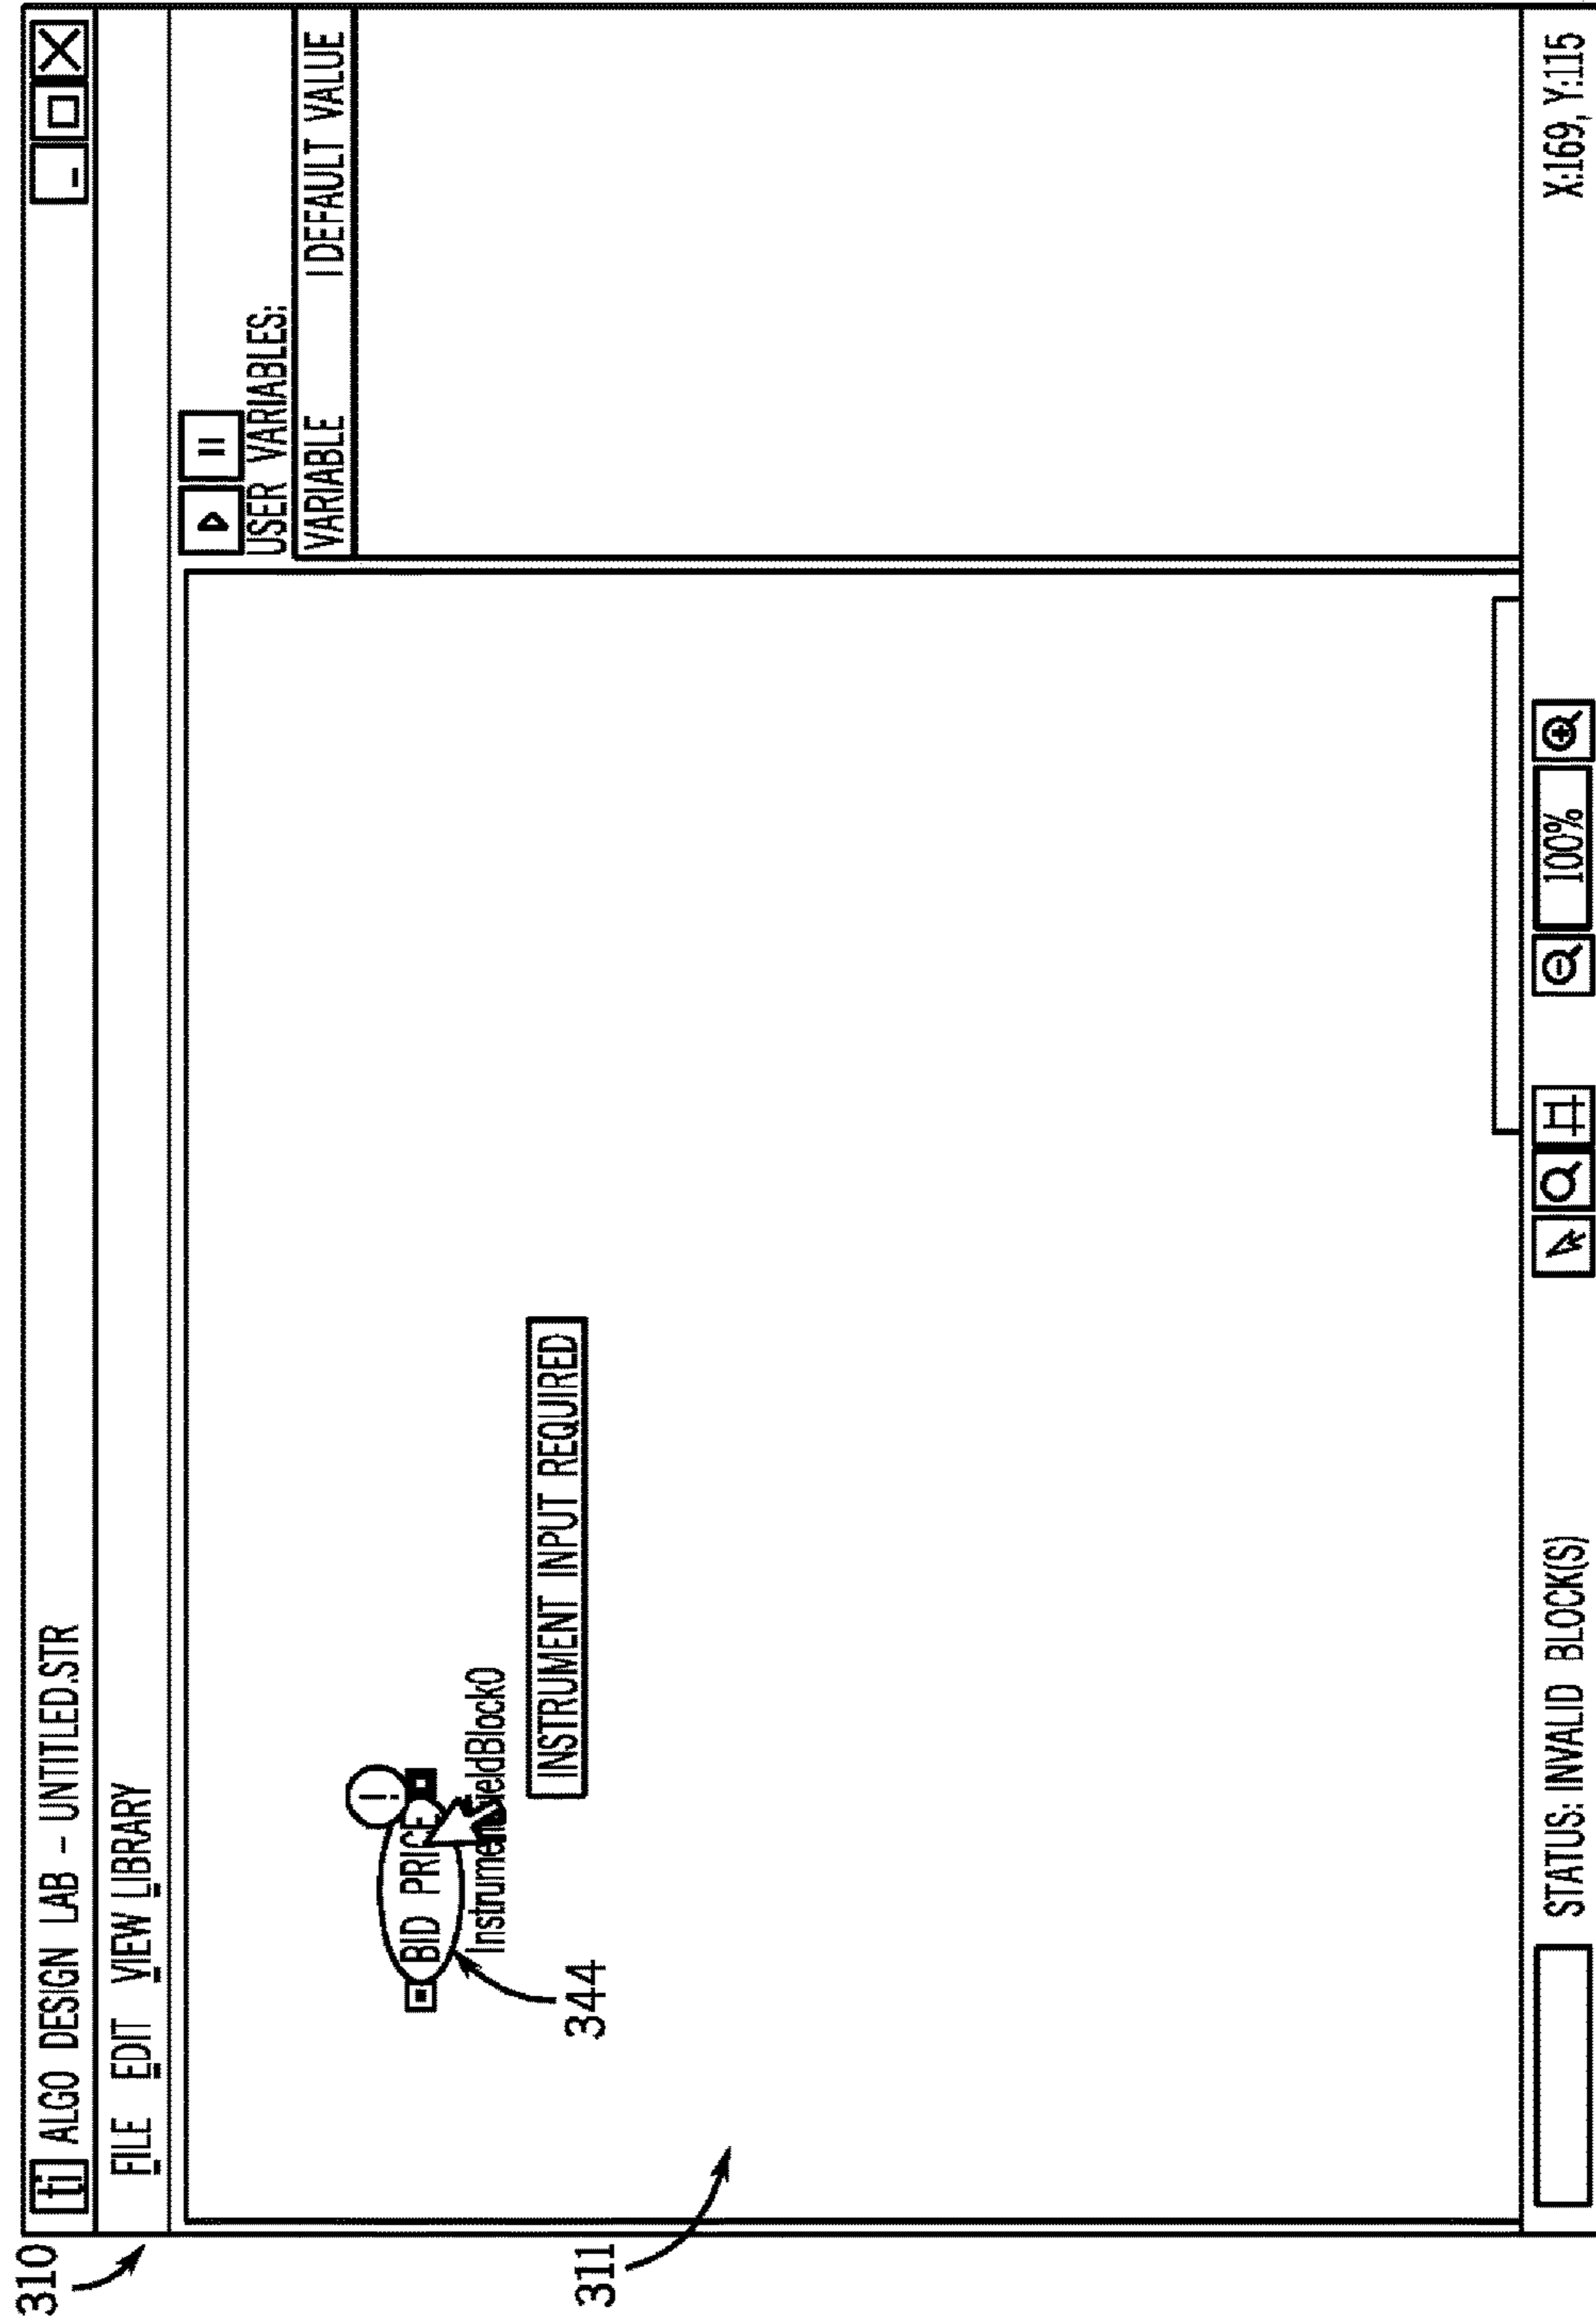 310
ti ALGO DESIGN LAB – UNTITLED.STR
FILE EDIT VIEW LIBRARY
USER VARIABLES:
VARIABLE | DEFAULT VALUE
! BID PRICE
344
311
INSTRUMENT INPUT REQUIRED
STATUS: INVALID BLOCK(S) 100% X:169, Y:115